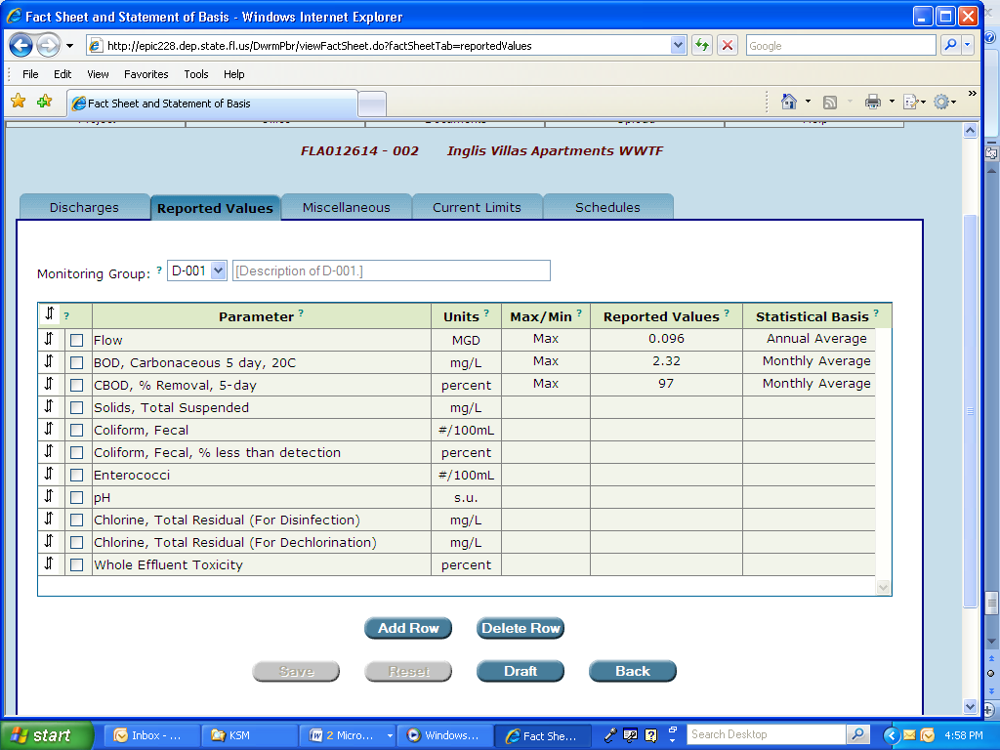 Fact Sheet and Statement of Basis - Windows Internet Explorer
http://epic228.dep.state.fl.us/DwrmPbr/viewFactSheet.do?factSheetTab=reportedValues
Google
File Edit View Favorites Tools Help
Fact Sheet and Statement of Basis
FLA012614 - 002 Inglis Villas Apartments WWTF
Discharges Reported Values Miscellaneous Current Limits Schedules
Monitoring Group: ? D-001 [Description of D-001.]
? Parameter ? Units ? Max/Min ? Reported Values ? Statistical Basis ?
Flow MGD Max 0.096 Annual Average
BOD, Carbonaceous 5 day, 20C mg/L Max 2.32 Monthly Average
CBOD, % Removal, 5-day percent Max 97 Monthly Average
Solids, Total Suspended mg/L
Coliform, Fecal #/100mL
Coliform, Fecal, % less than detection percent
Enterococci #/100mL
pH s.u.
Chlorine, Total Residual (For Disinfection) mg/L
Chlorine, Total Residual (For Dechlorination) mg/L
Whole Effluent Toxicity percent
Add Row Delete Row
Save Reset Draft Back
start Inbox - ... KSM 2 Micro... Windows... Fact She... Search Desktop 4:58 PM